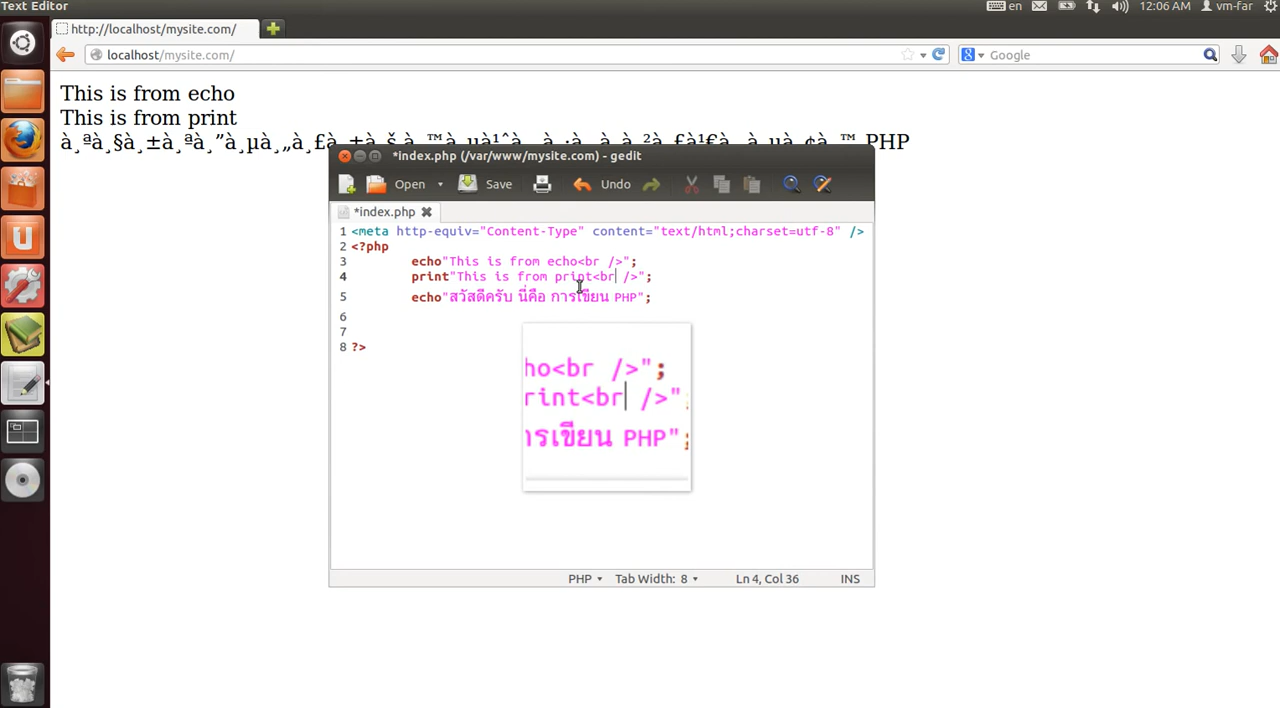 Text Editor
en
12:06 AM
vm-far
http://localhost/mysite.com/
localhost/mysite.com/
Google
This is from echo
This is from print
PHP
*index.php (/var/www/mysite.com) - gedit
Open
Save
Undo
*index.php
1 <meta http-equiv="Content-Type" content="text/html;charset=utf-8" />
2 <?php
3 echo"This is from echo<br />";
4 print"This is from print<br />";
5 echo"สวัสดีครับ นี่คือ การเขียน PHP";
6
7
8 ?>
ho<br />";
rint<br />";
การเขียน PHP";
PHP
Tab Width: 8
Ln 4, Col 36
INS